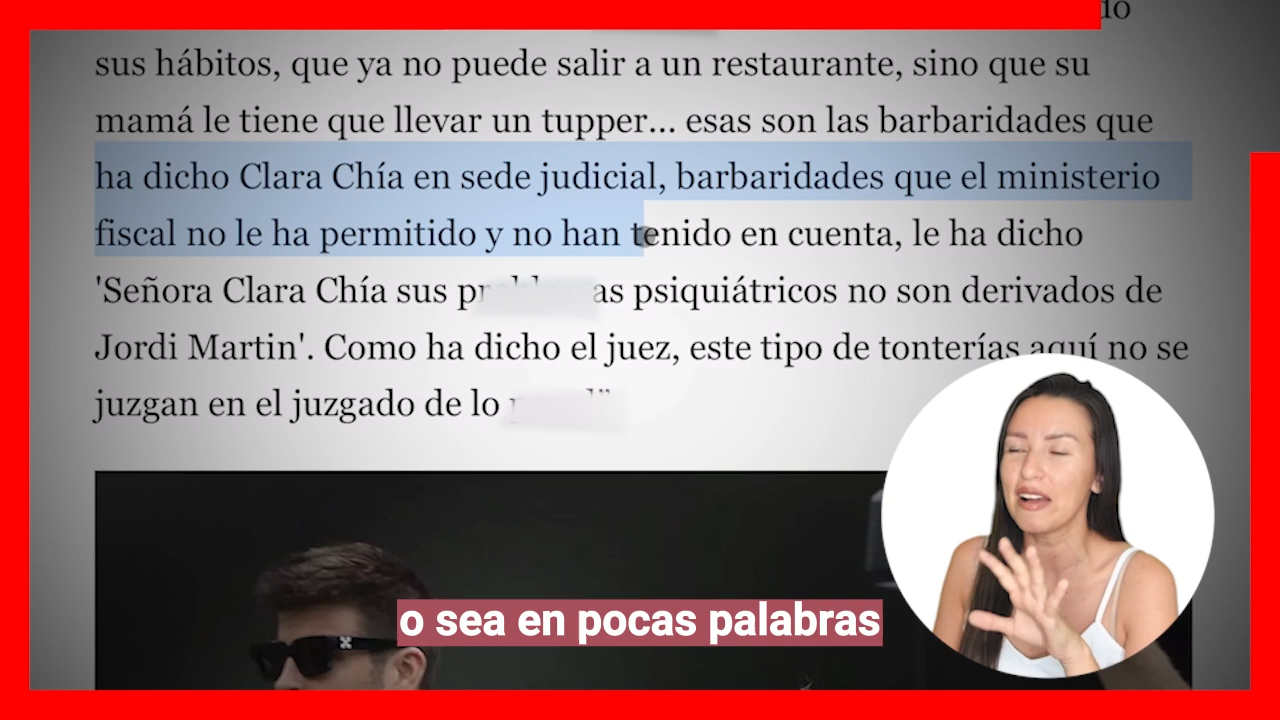 sus hábitos, que ya no puede salir a un restaurante, sino que su
mamá le tiene que llevar un tupper... esas son las barbaridades que
ha dicho Clara Chía en sede judicial, barbaridades que el ministerio
fiscal no le ha permitido y no han tenido en cuenta, le ha dicho
'Señora Clara Chía sus psiquiátricos no son derivados de
Jordi Martin'. Como ha dicho el juez, este tipo de tonterías aquí no se
juzgan en el juzgado de lo
o sea en pocas palabras